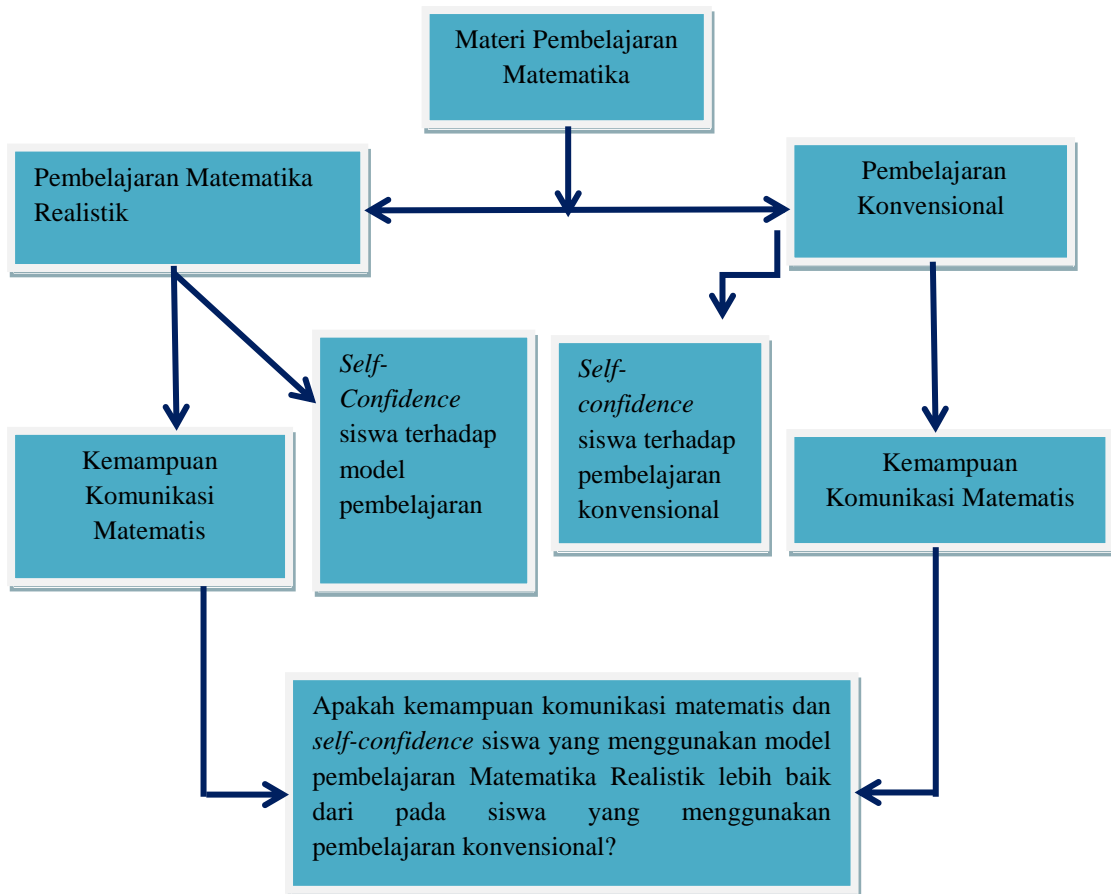 Materi Pembelajaran
Matematika
Pembelajaran Matematika
Realistik
Pembelajaran
Konvensional
Self-
Confidence
siswa terhadap
model
pembelajaran
Self-
confidence
siswa terhadap
pembelajaran
konvensional
Kemampuan
Komunikasi
Matematis
Kemampuan
Komunikasi Matematis
Apakah kemampuan komunikasi matematis dan
self-confidence siswa yang menggunakan model
pembelajaran Matematika Realistik lebih baik
dari pada siswa yang menggunakan
pembelajaran konvensional?